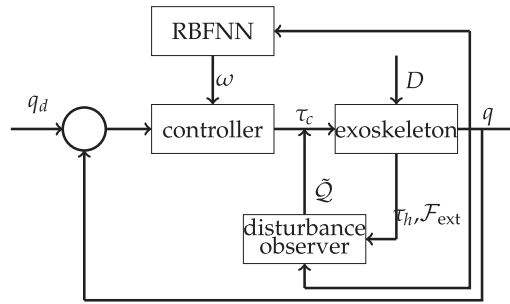 RBFNN
ω
D
q_d
controller
τ_c
exoskeleton
q
𝒬̃
τ_h, ℱ_ext
disturbance
observer